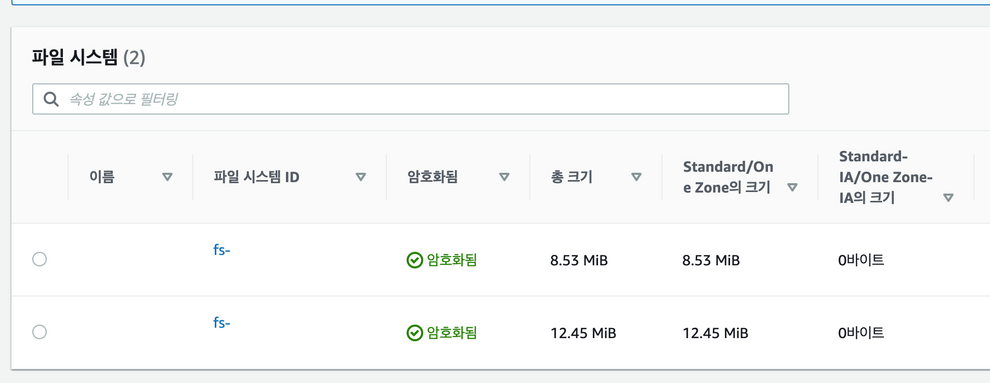 파일 시스템 (2)
속성 값으로 필터링
이름 파일 시스템 ID 암호화됨 총 크기 Standard/On
e Zone의 크기 Standard-
IA/One Zone-
IA의 크기
fs- 암호화됨 8.53 MiB 8.53 MiB 0바이트
fs- 암호화됨 12.45 MiB 12.45 MiB 0바이트